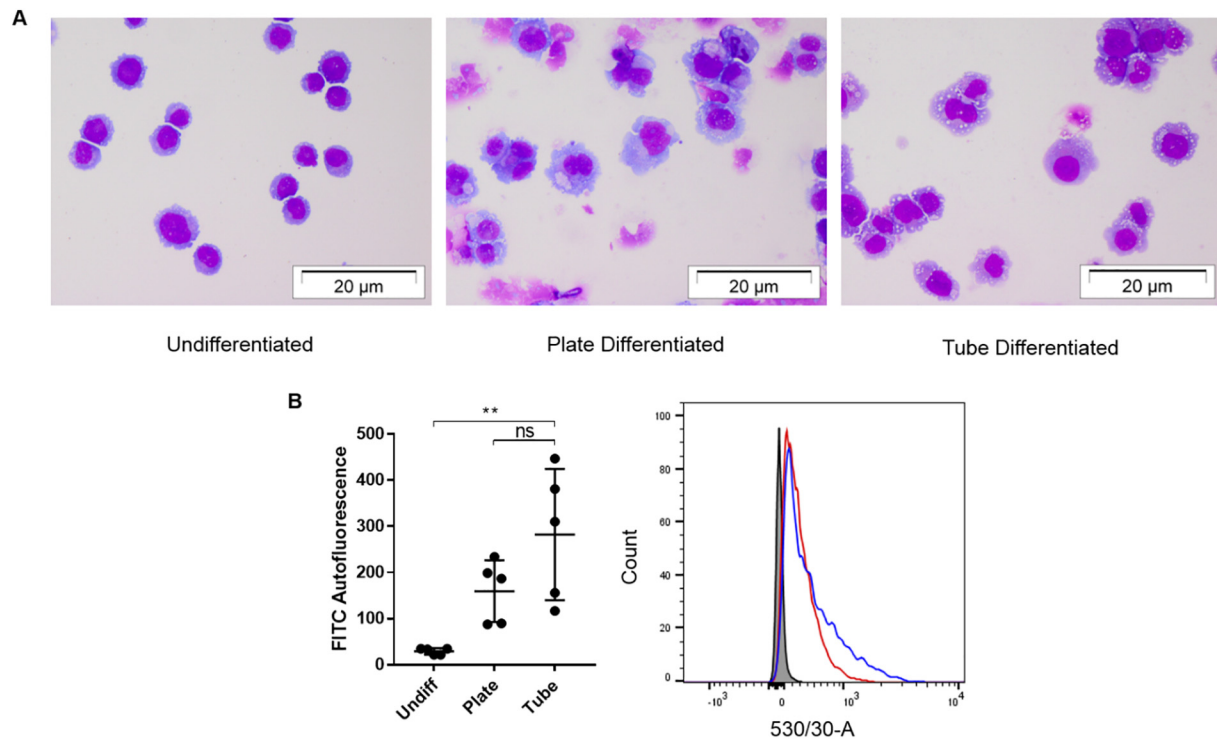 A
20 µm
20 µm
20 µm
Undifferentiated
Plate Differentiated
Tube Differentiated
B
**
ns
500
400
300
200
100
0
FITC Autofluorescence
Undiff
Plate
Tube
100
80
60
40
20
0
Count
-10³
0
10³
10⁴
530/30-A